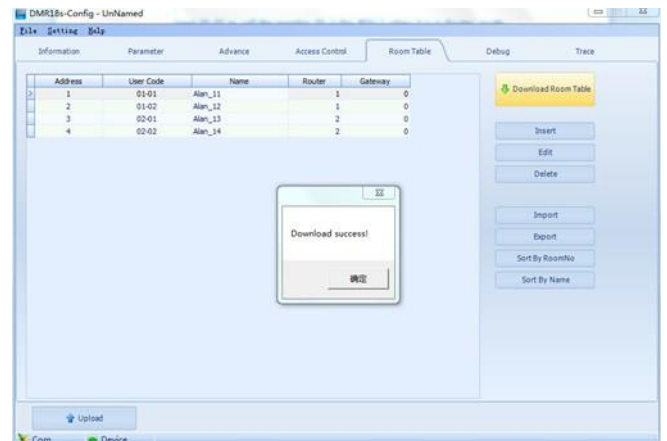 DMR18s-Config - UnNamed
File Setting Help
Information Parameter Advance Access Control Room Table Debug Trace
Address User Code Name Router Gateway
1 01-01 Alan_11 1 0
2 01-02 Alan_12 1 0
3 02-01 Alan_13 2 0
4 02-02 Alan_14 2 0
Download Room Table
Insert
Edit
Delete
Download success!
确定
Import
Export
Sort By RoomNo
Sort By Name
Upload
Com Device